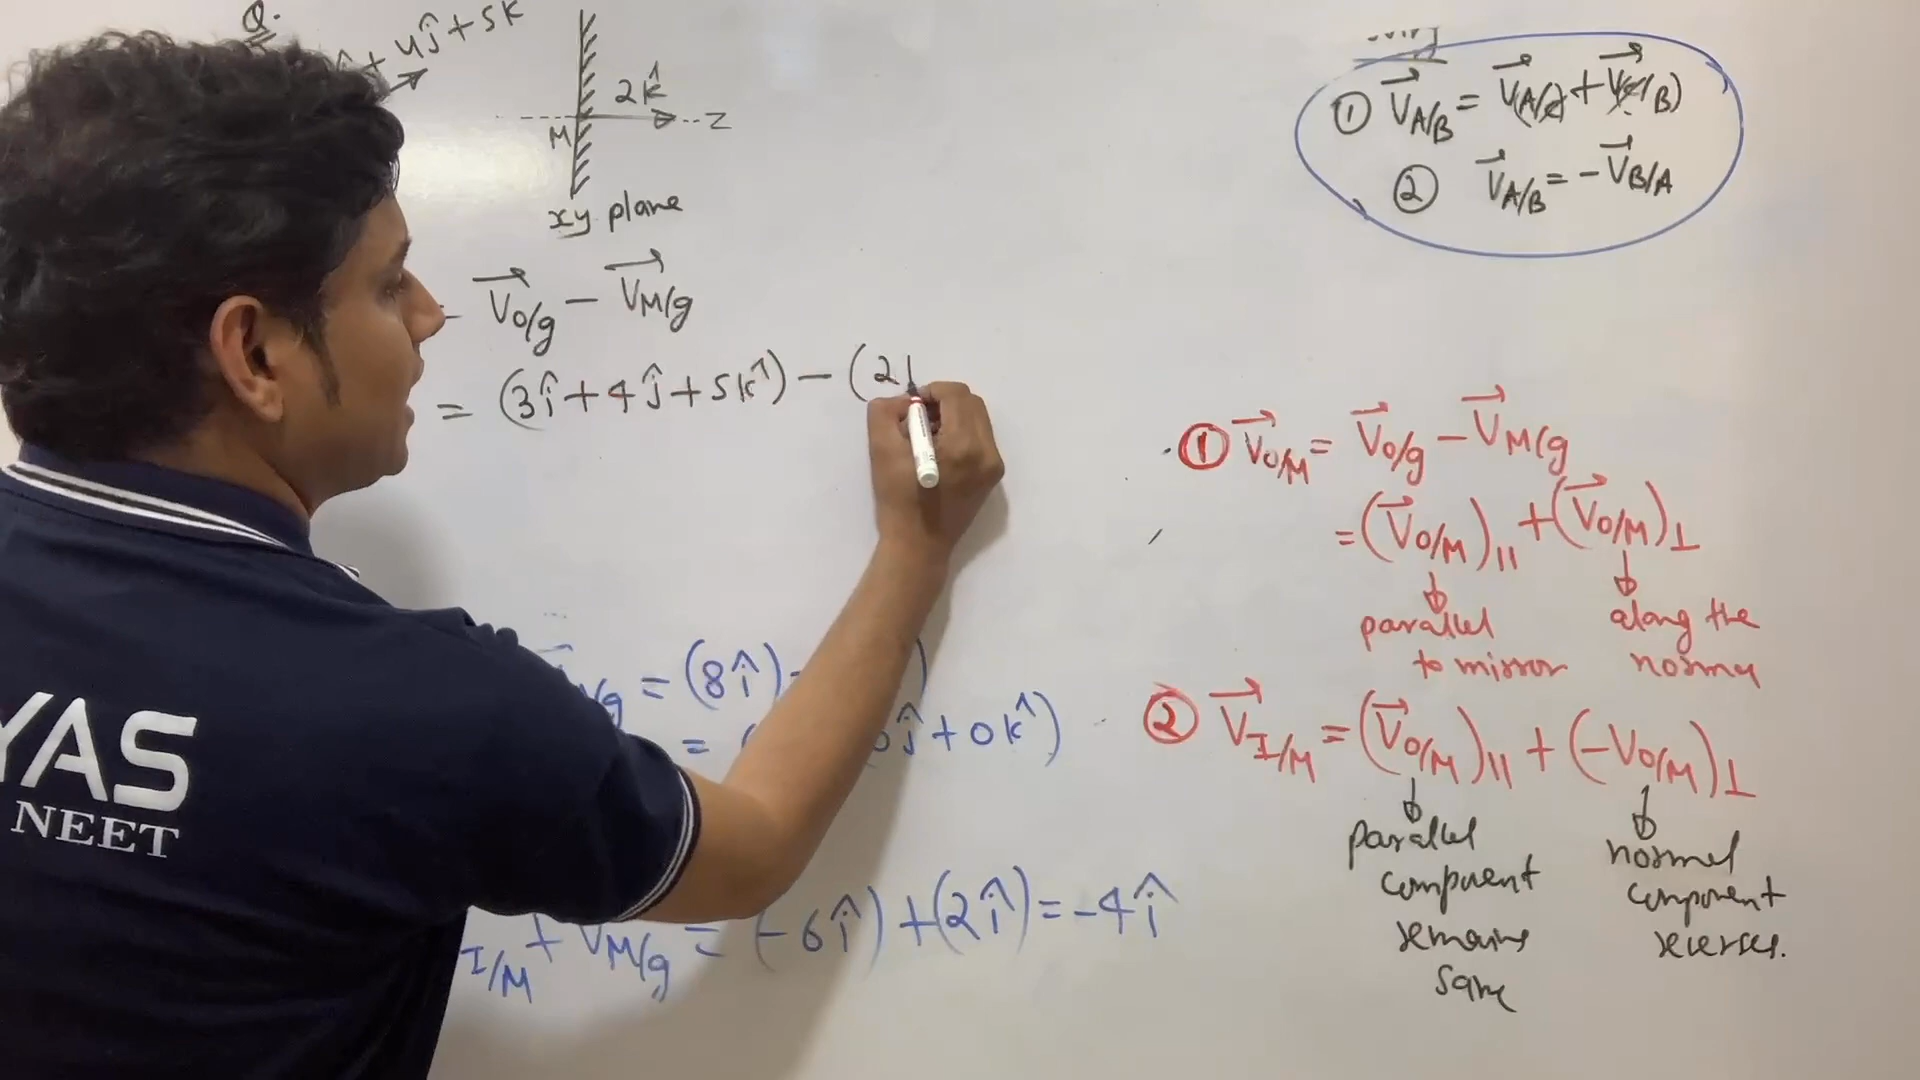 Q.
+ 4ĵ + 5k
2k̂
M
Z
xy plane
V⃗O/g - V⃗M/g
= (3î + 4ĵ + 5k̂) - (2
① V⃗A/B = V⃗(A/C) + V⃗(C/B)
② V⃗A/B = - V⃗B/A
① V⃗O/M = V⃗O/g - V⃗M/g
= (V⃗O/M)|| + (V⃗O/M)⊥
parallel to mirror
along the normal
② V⃗I/M = (V⃗O/M)|| + (-VO/M)⊥
parallel component remains same
normal component reverses.
/g = (8î)
= ĵ + 0k̂)
I/M + VM/g = (-6î) + (2î) = -4î
YAS
NEET